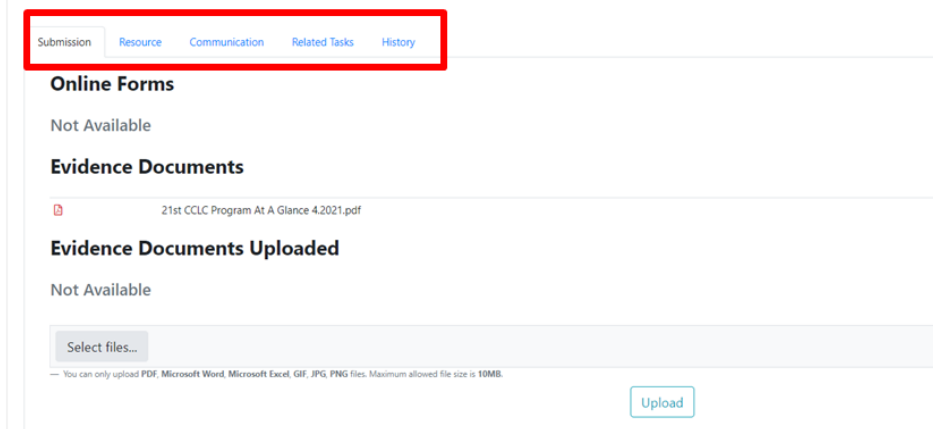 Submission Resource Communication Related Tasks History
Online Forms
Not Available
Evidence Documents
21st CCLC Program At A Glance 4.2021.pdf
Evidence Documents Uploaded
Not Available
Select files...
— You can only upload PDF, Microsoft Word, Microsoft Excel, GIF, JPG, PNG files. Maximum allowed file size is 10MB.
Upload